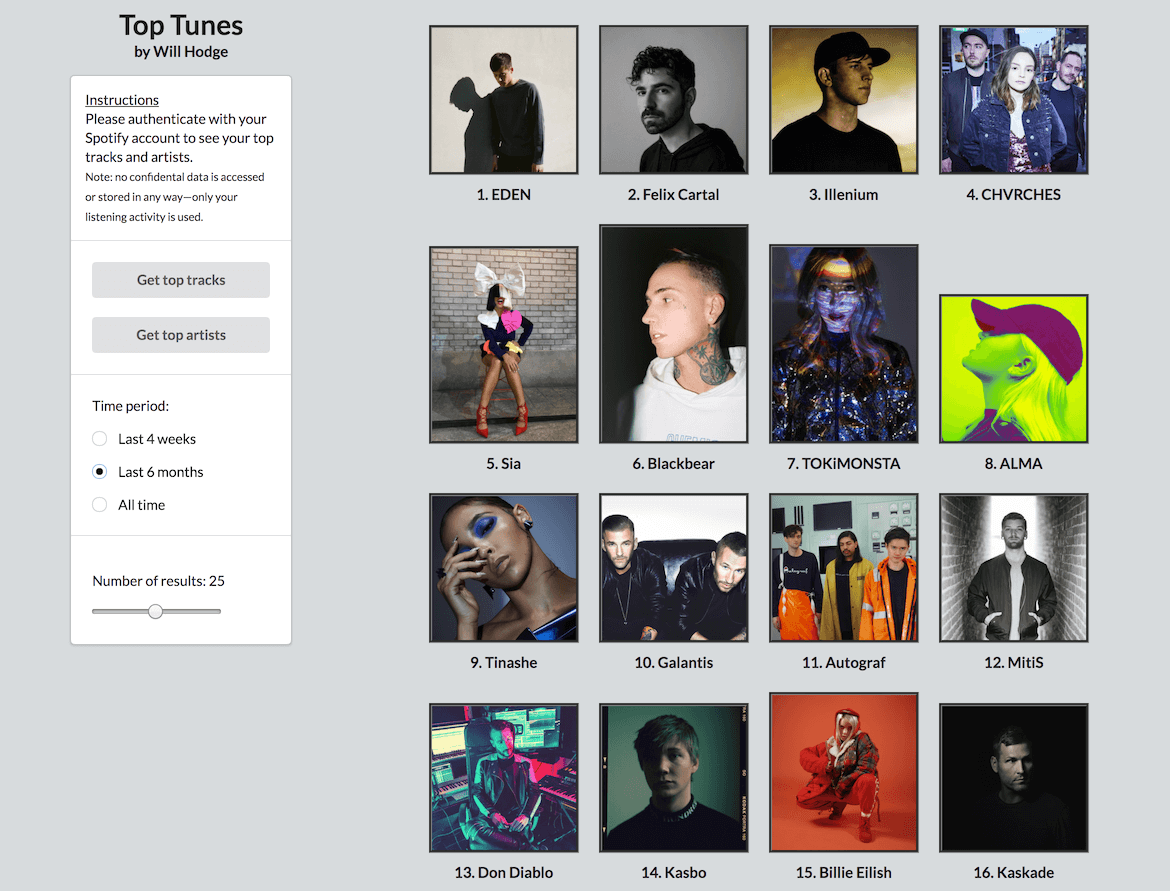 Top Tunes
by Will Hodge
Instructions
Please authenticate with your
Spotify account to see your top
tracks and artists.
Note: no confidental data is accessed
or stored in any way—only your
listening activity is used.
Get top tracks
Get top artists
Time period:
Last 4 weeks
Last 6 months
All time
Number of results: 25
1. EDEN
2. Felix Cartal
3. Illenium
4. CHVRCHES
5. Sia
6. Blackbear
7. TOKiMONSTA
8. ALMA
9. Tinashe
10. Galantis
Autograf
11. Autograf
12. MitiS
13. Don Diablo
14. Kasbo
15. Billie Eilish
16. Kaskade